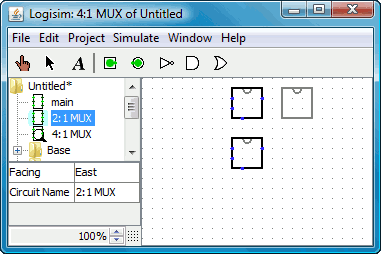 Logisim: 4:1 MUX of Untitled
File Edit Project Simulate Window Help
A
Untitled*
main
2:1 MUX
4:1 MUX
Base
Facing East
Circuit Name 2:1 MUX
100%